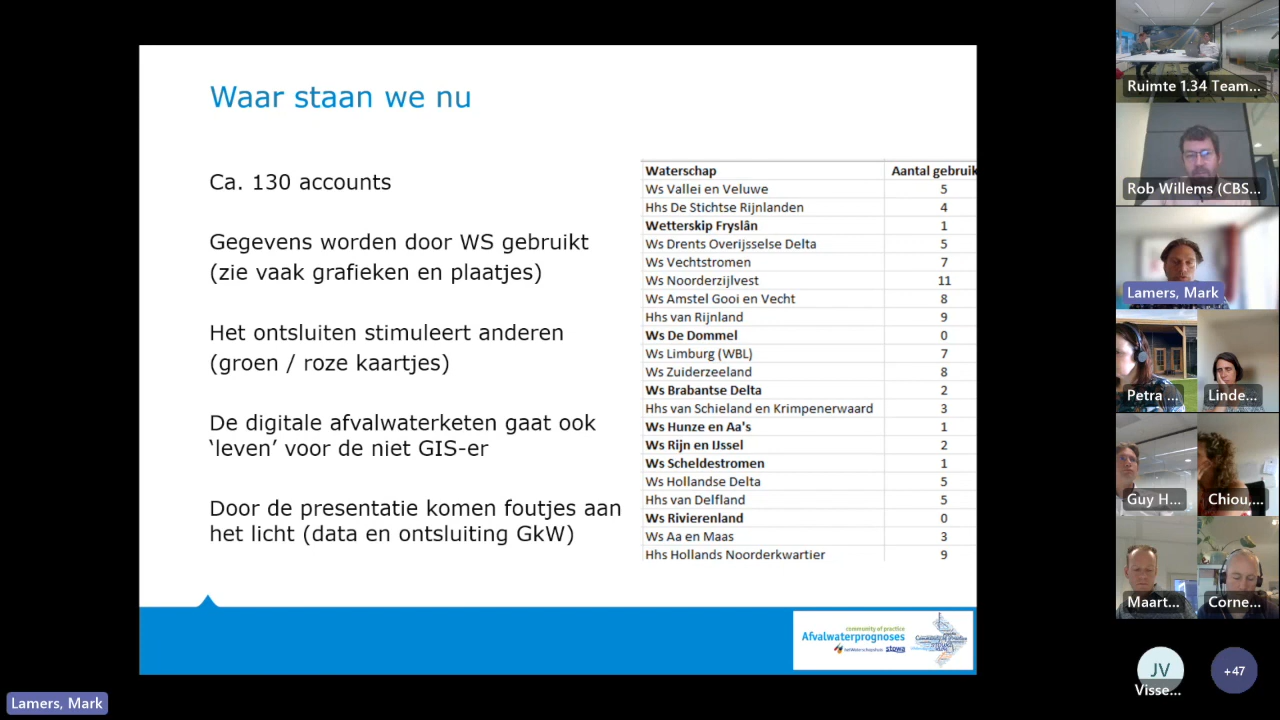 Waar staan we nu
Ca. 130 accounts
Gegevens worden door WS gebruikt
(zie vaak grafieken en plaatjes)
Het ontsluiten stimuleert anderen
(groen / roze kaartjes)
De digitale afvalwaterketen gaat ook
‘leven’ voor de niet GIS-er
Door de presentatie komen foutjes aan
het licht (data en ontsluiting GkW)
Waterschap Aantal gebruik
Ws Vallei en Veluwe 5
Hhs De Stichtse Rijnlanden 4
Wetterskip Fryslân 1
Ws Drents Overijsselse Delta 5
Ws Vechtstromen 7
Ws Noorderzijlvest 11
Ws Amstel Gooi en Vecht 8
Hhs van Rijnland 9
Ws De Dommel 0
Ws Limburg (WBL) 7
Ws Zuiderzeeland 8
Ws Brabantse Delta 2
Hhs van Schieland en Krimpenerwaard 3
Ws Hunze en Aa's 1
Ws Rijn en IJssel 2
Ws Scheldestromen 1
Ws Hollandse Delta 5
Hhs van Delfland 5
Ws Rivierenland 0
Ws Aa en Maas 3
Hhs Hollands Noorderkwartier 9
community of practice
Afvalwaterprognoses
stowa
Ruimte 1.34 Team...
Rob Willems (CBS...
Lamers, Mark
Petra ...
Linde...
Guy H...
Chiou,...
Maart...
Corne...
JV
Visse...
+47
Lamers, Mark